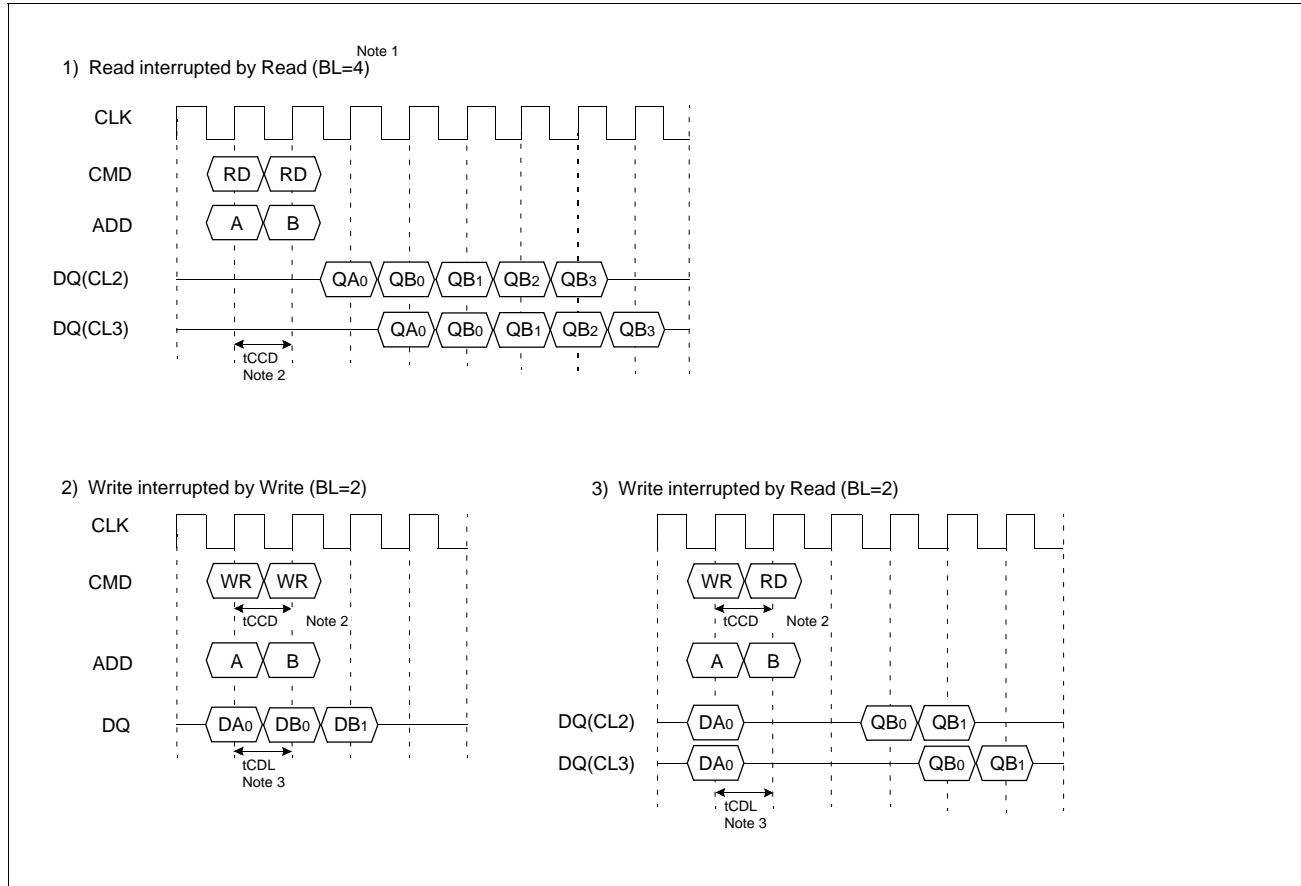 Note 1
1) Read interrupted by Read (BL=4)
CLK
CMD RD RD
ADD A B
DQ(CL2) QA0 QB0 QB1 QB2 QB3
DQ(CL3) QA0 QB0 QB1 QB2 QB3
tCCD
Note 2
2) Write interrupted by Write (BL=2)
CLK
CMD WR WR
tCCD Note 2
ADD A B
DQ DA0 DB0 DB1
tCDL
Note 3
3) Write interrupted by Read (BL=2)
WR RD
tCCD Note 2
A B
DQ(CL2) DA0 QB0 QB1
DQ(CL3) DA0 QB0 QB1
tCDL
Note 3